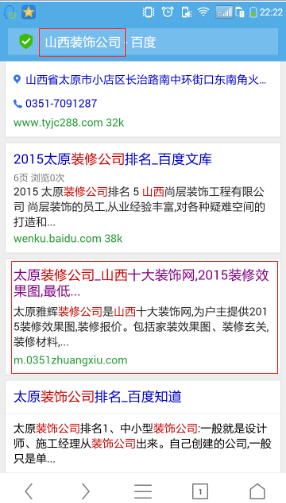 22:22
山西装饰公司 - 百度
山西省太原市小店区长治路南中环街口东南角火...
0351-7091287
www.tyjc288.com 32k
2015太原装修公司排名_百度文库
6页 浏览0次
2015 太原装修公司排名 5 山西尚层装饰工程有限公
司 尚层装饰的员工,从业经验丰富,对各种疑难空间的
打造和...
wenku.baidu.com 38k
太原装修公司_山西十大装饰网,2015装修效
果图,最低...
太原雅辉装修公司是山西十大装饰网,为户主提供201
5装修效果图,装修报价。包括家装效果图、装修玄关,
装修材料,...
m.0351zhuangxiu.com
太原装饰公司排名_百度知道
太原装饰公司排名1、中小型装饰公司:一般就是设计
师、施工经理从装饰公司出来。自己创建的公司,一般
只是单...
1